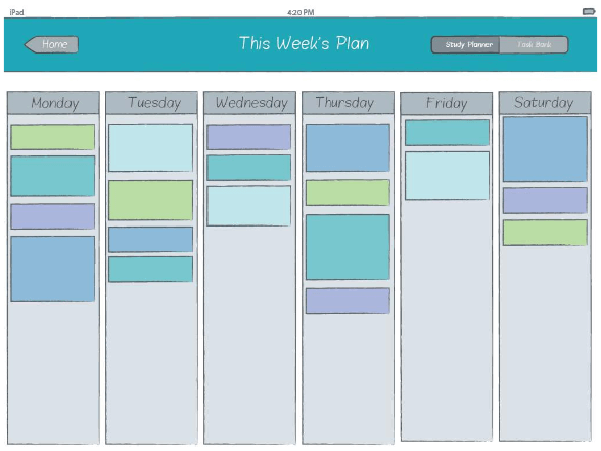 iPad
4:20 PM
Home
This Week's Plan
Study Planner
Task Bank
Monday
Tuesday
Wednesday
Thursday
Friday
Saturday